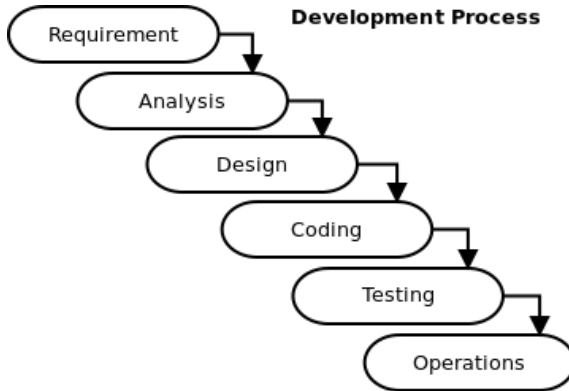 Development Process
Requirement
Analysis
Design
Coding
Testing
Operations